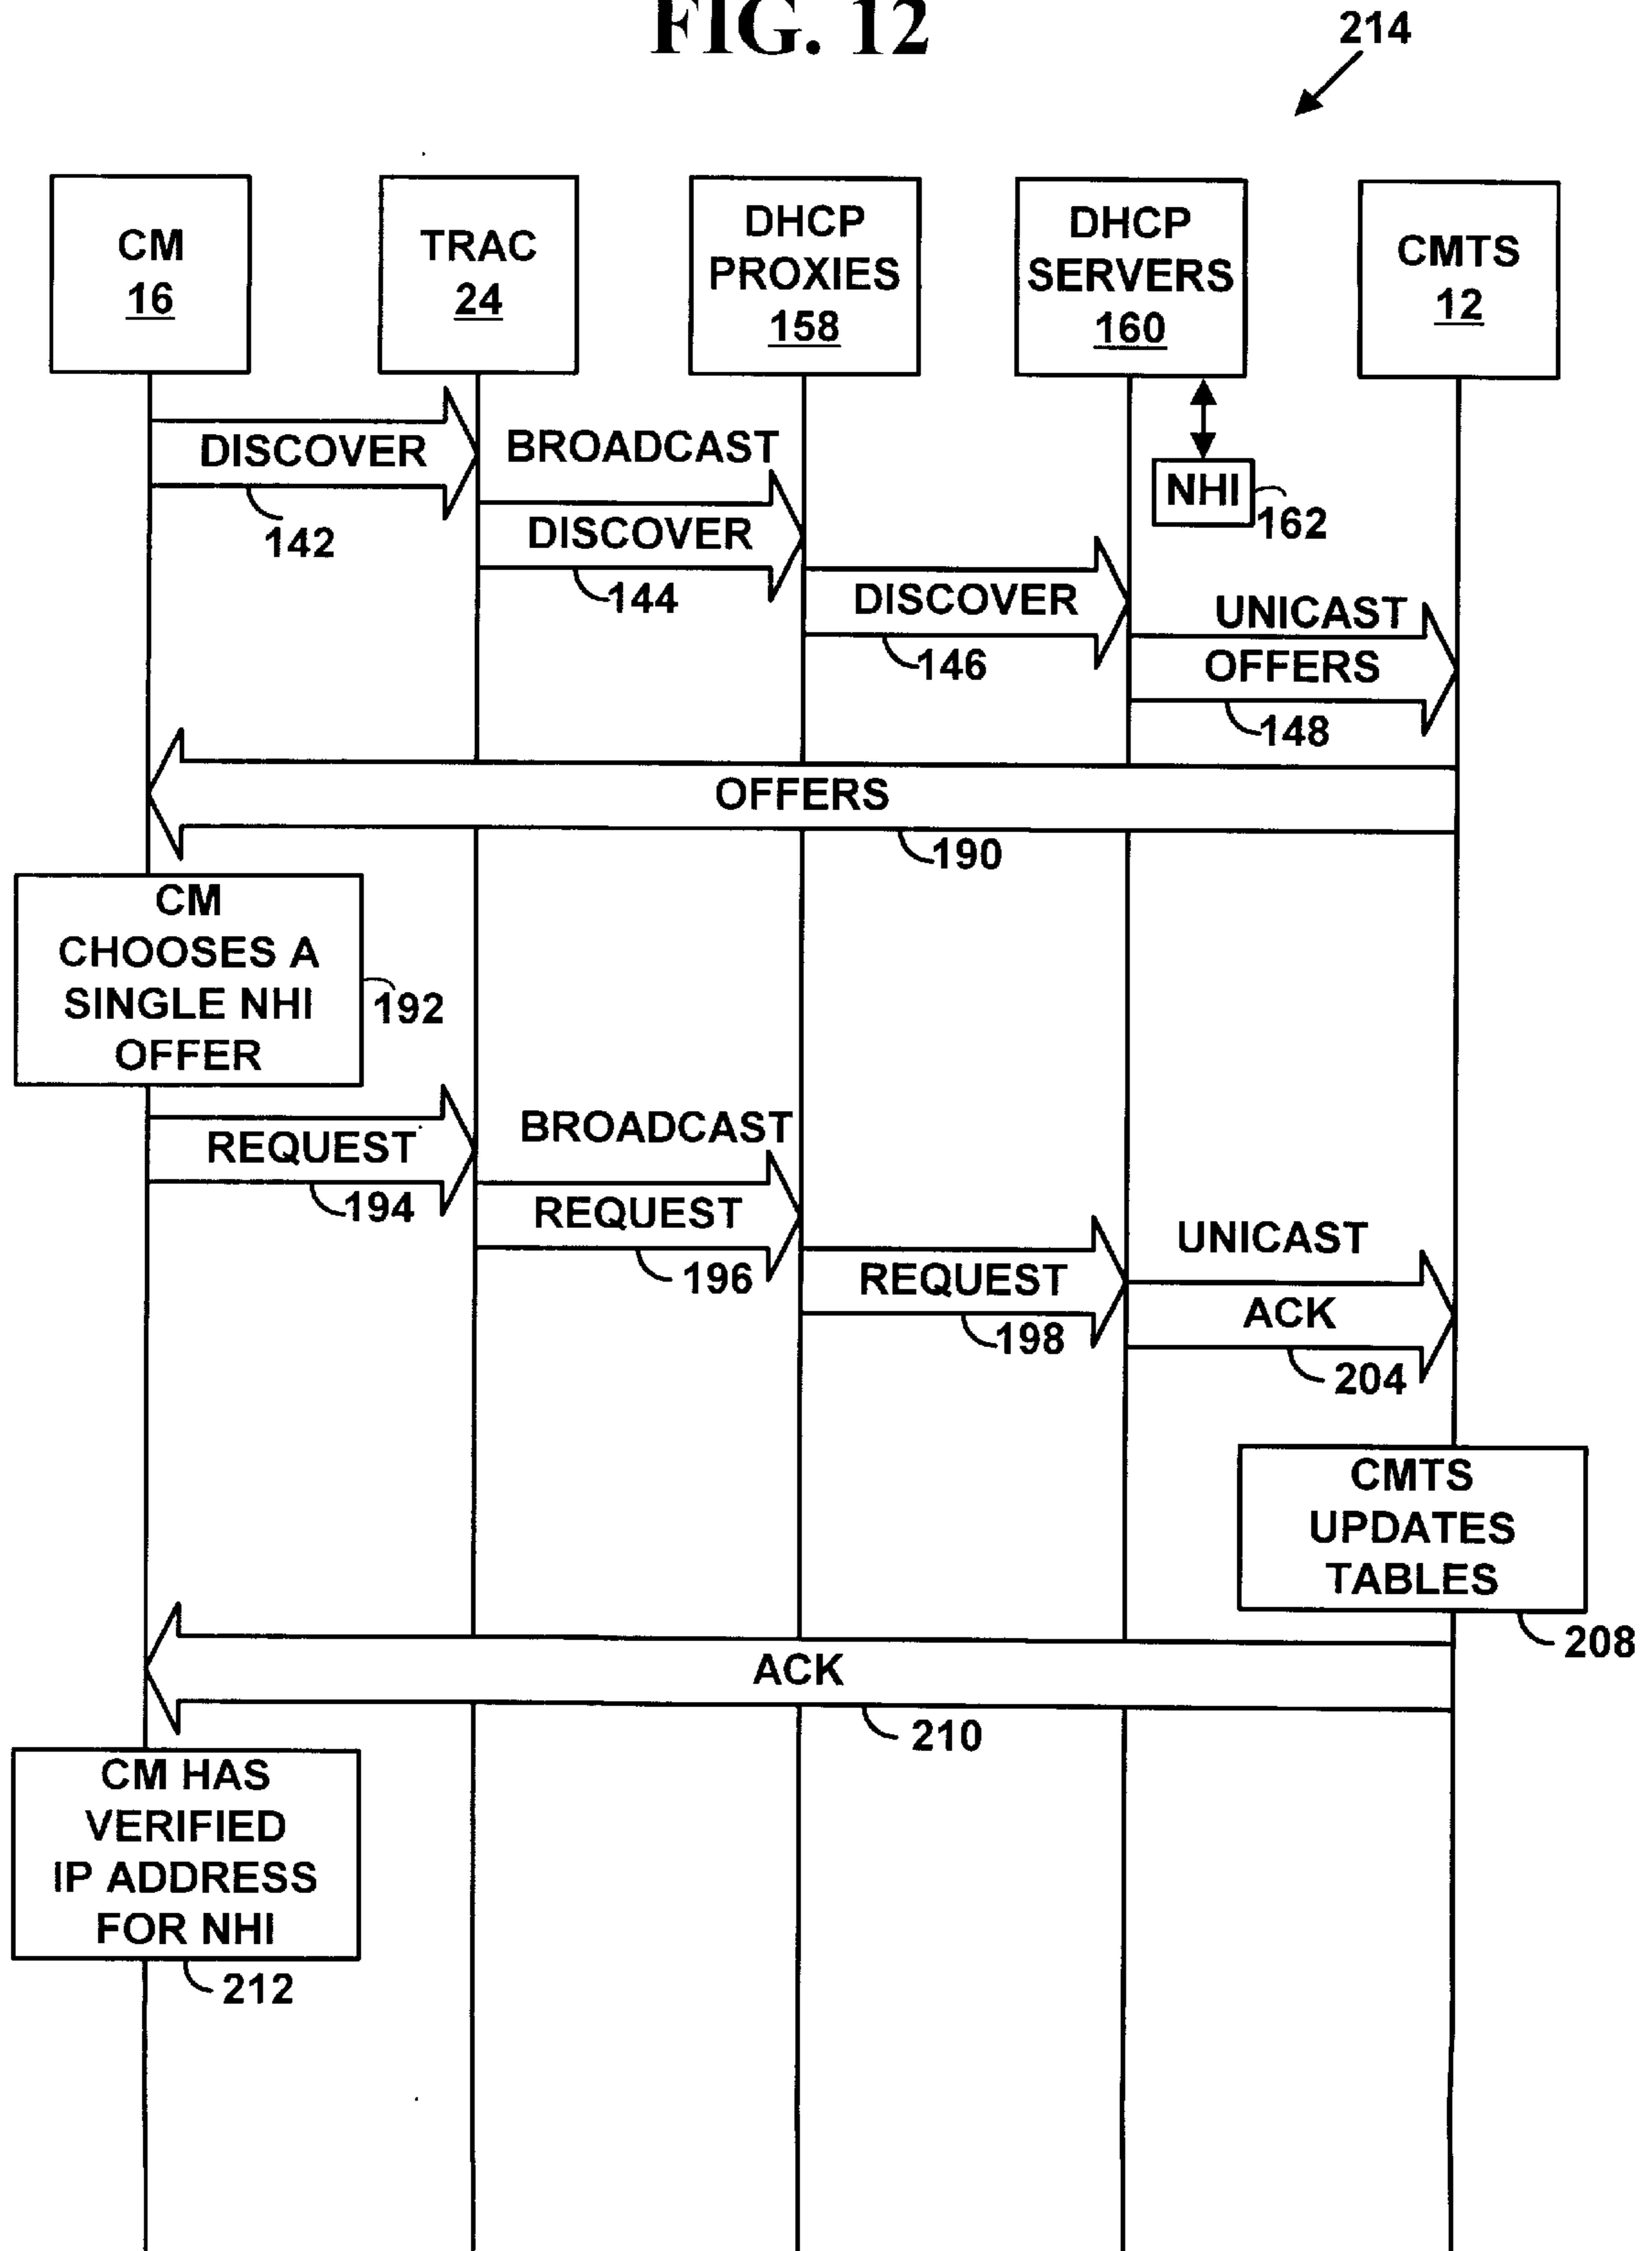 FIG. 12
214
CM
16
TRAC
24
DHCP
PROXIES
158
DHCP
SERVERS
160
CMTS
12
DISCOVER
142
BROADCAST
DISCOVER
144
NHI
162
DISCOVER
146
UNICAST
OFFERS
148
OFFERS
190
CM
CHOOSES A
SINGLE NHI
OFFER
192
REQUEST
194
BROADCAST
REQUEST
196
REQUEST
198
UNICAST
ACK
204
CMTS
UPDATES
TABLES
208
ACK
210
CM HAS
VERIFIED
IP ADDRESS
FOR NHI
212